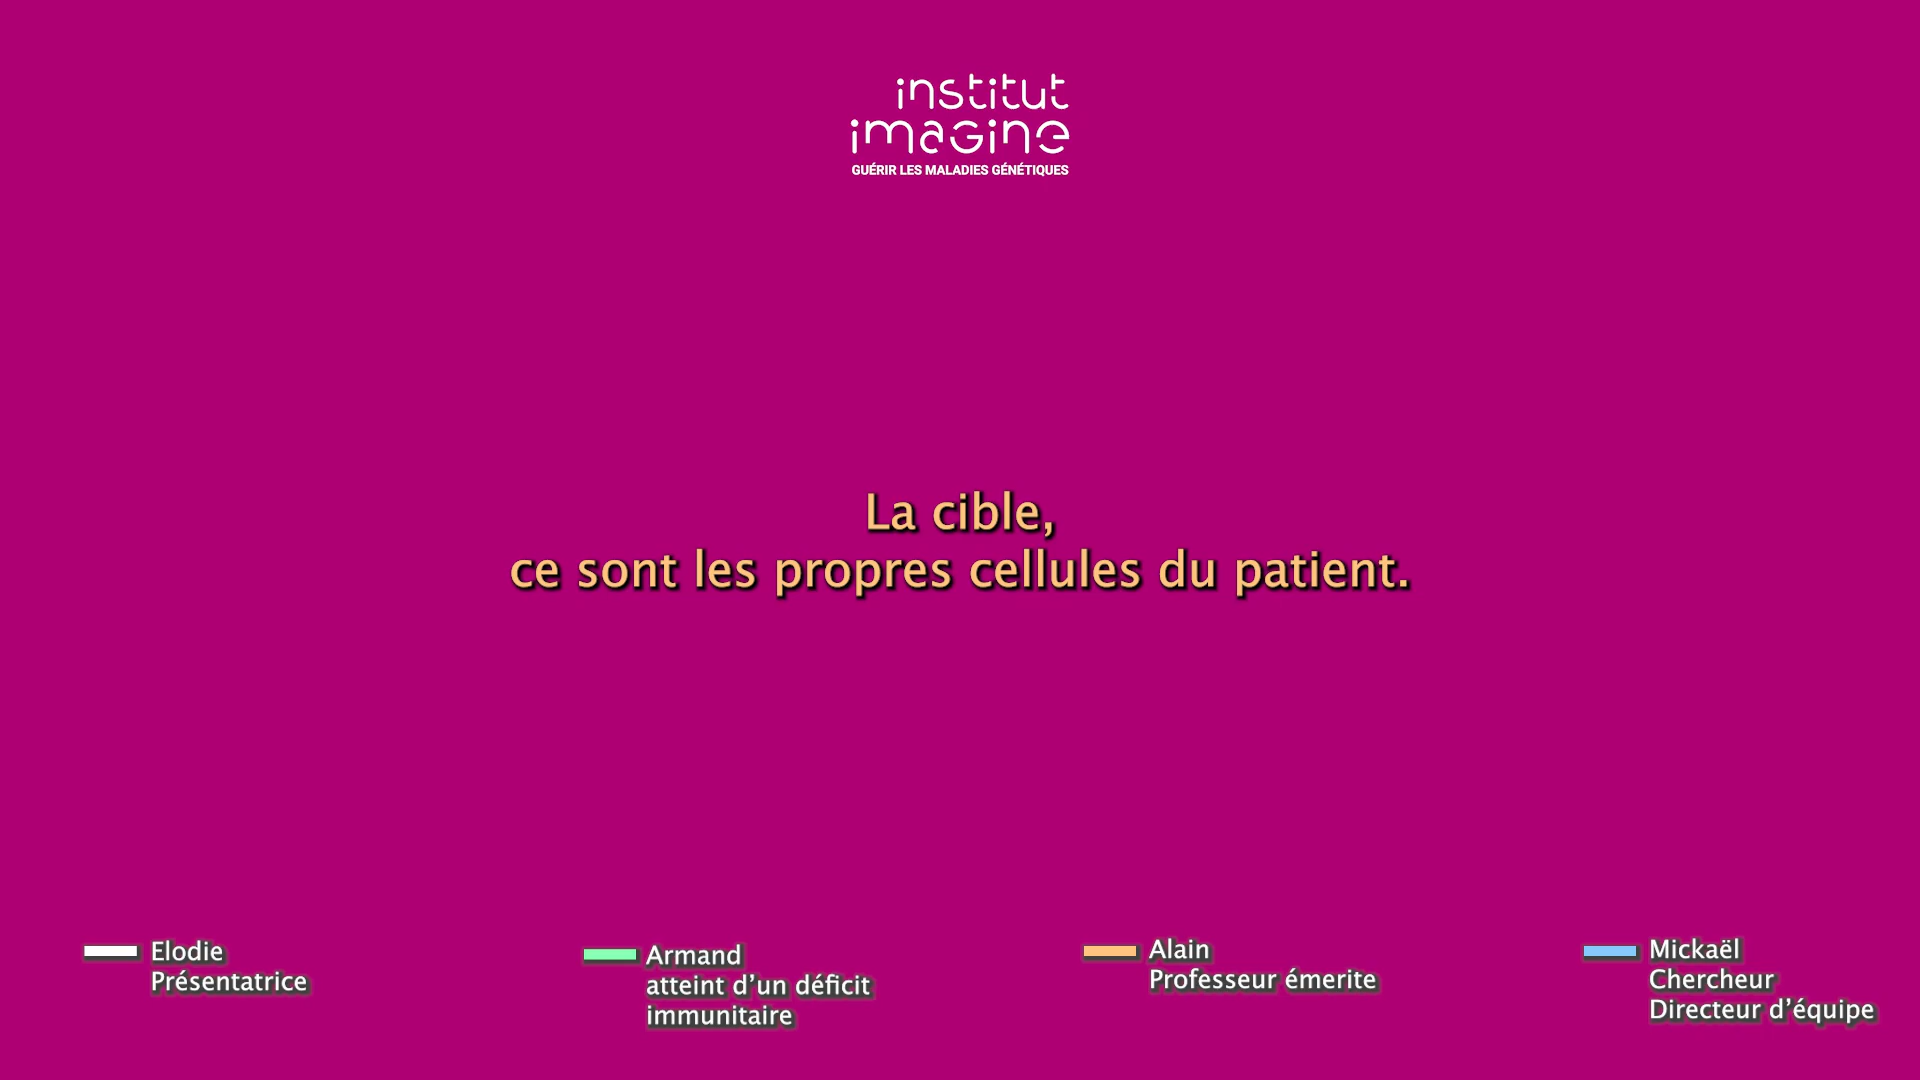 institut
imagine
GUÉRIR LES MALADIES GÉNÉTIQUES
La cible,
ce sont les propres cellules du patient.
Elodie
Présentatrice
Armand
atteint d’un déficit
immunitaire
Alain
Professeur émerite
Mickaël
Chercheur
Directeur d’équipe